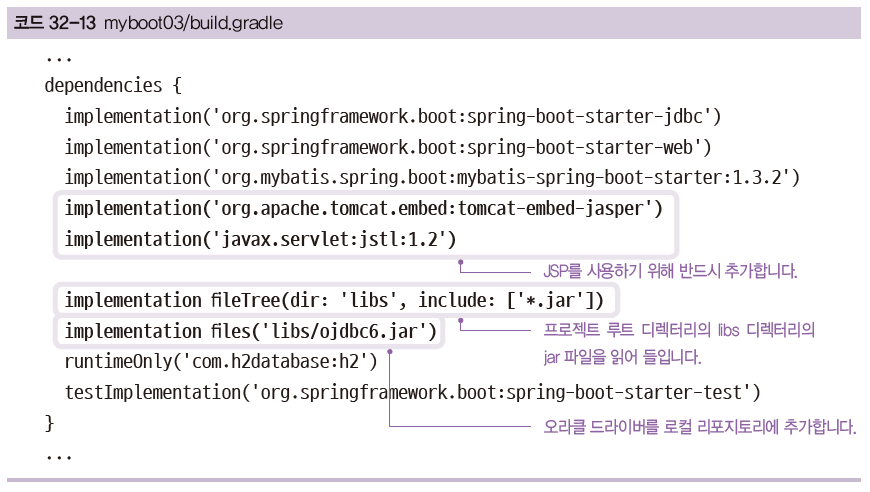 코드 32-13 myboot03/build.gradle
...
dependencies {
implementation('org.springframework.boot:spring-boot-starter-jdbc')
implementation('org.springframework.boot:spring-boot-starter-web')
implementation('org.mybatis.spring.boot:mybatis-spring-boot-starter:1.3.2')
implementation('org.apache.tomcat.embed:tomcat-embed-jasper')
implementation('javax.servlet:jstl:1.2')
JSP를 사용하기 위해 반드시 추가합니다.
implementation fileTree(dir: 'libs', include: ['*.jar'])
implementation files('libs/ojdbc6.jar')
프로젝트 루트 디렉터리의 libs 디렉터리의
jar 파일을 읽어 들입니다.
runtimeOnly('com.h2database:h2')
testImplementation('org.springframework.boot:spring-boot-starter-test')
}
오라클 드라이버를 로컬 리포지토리에 추가합니다.
...